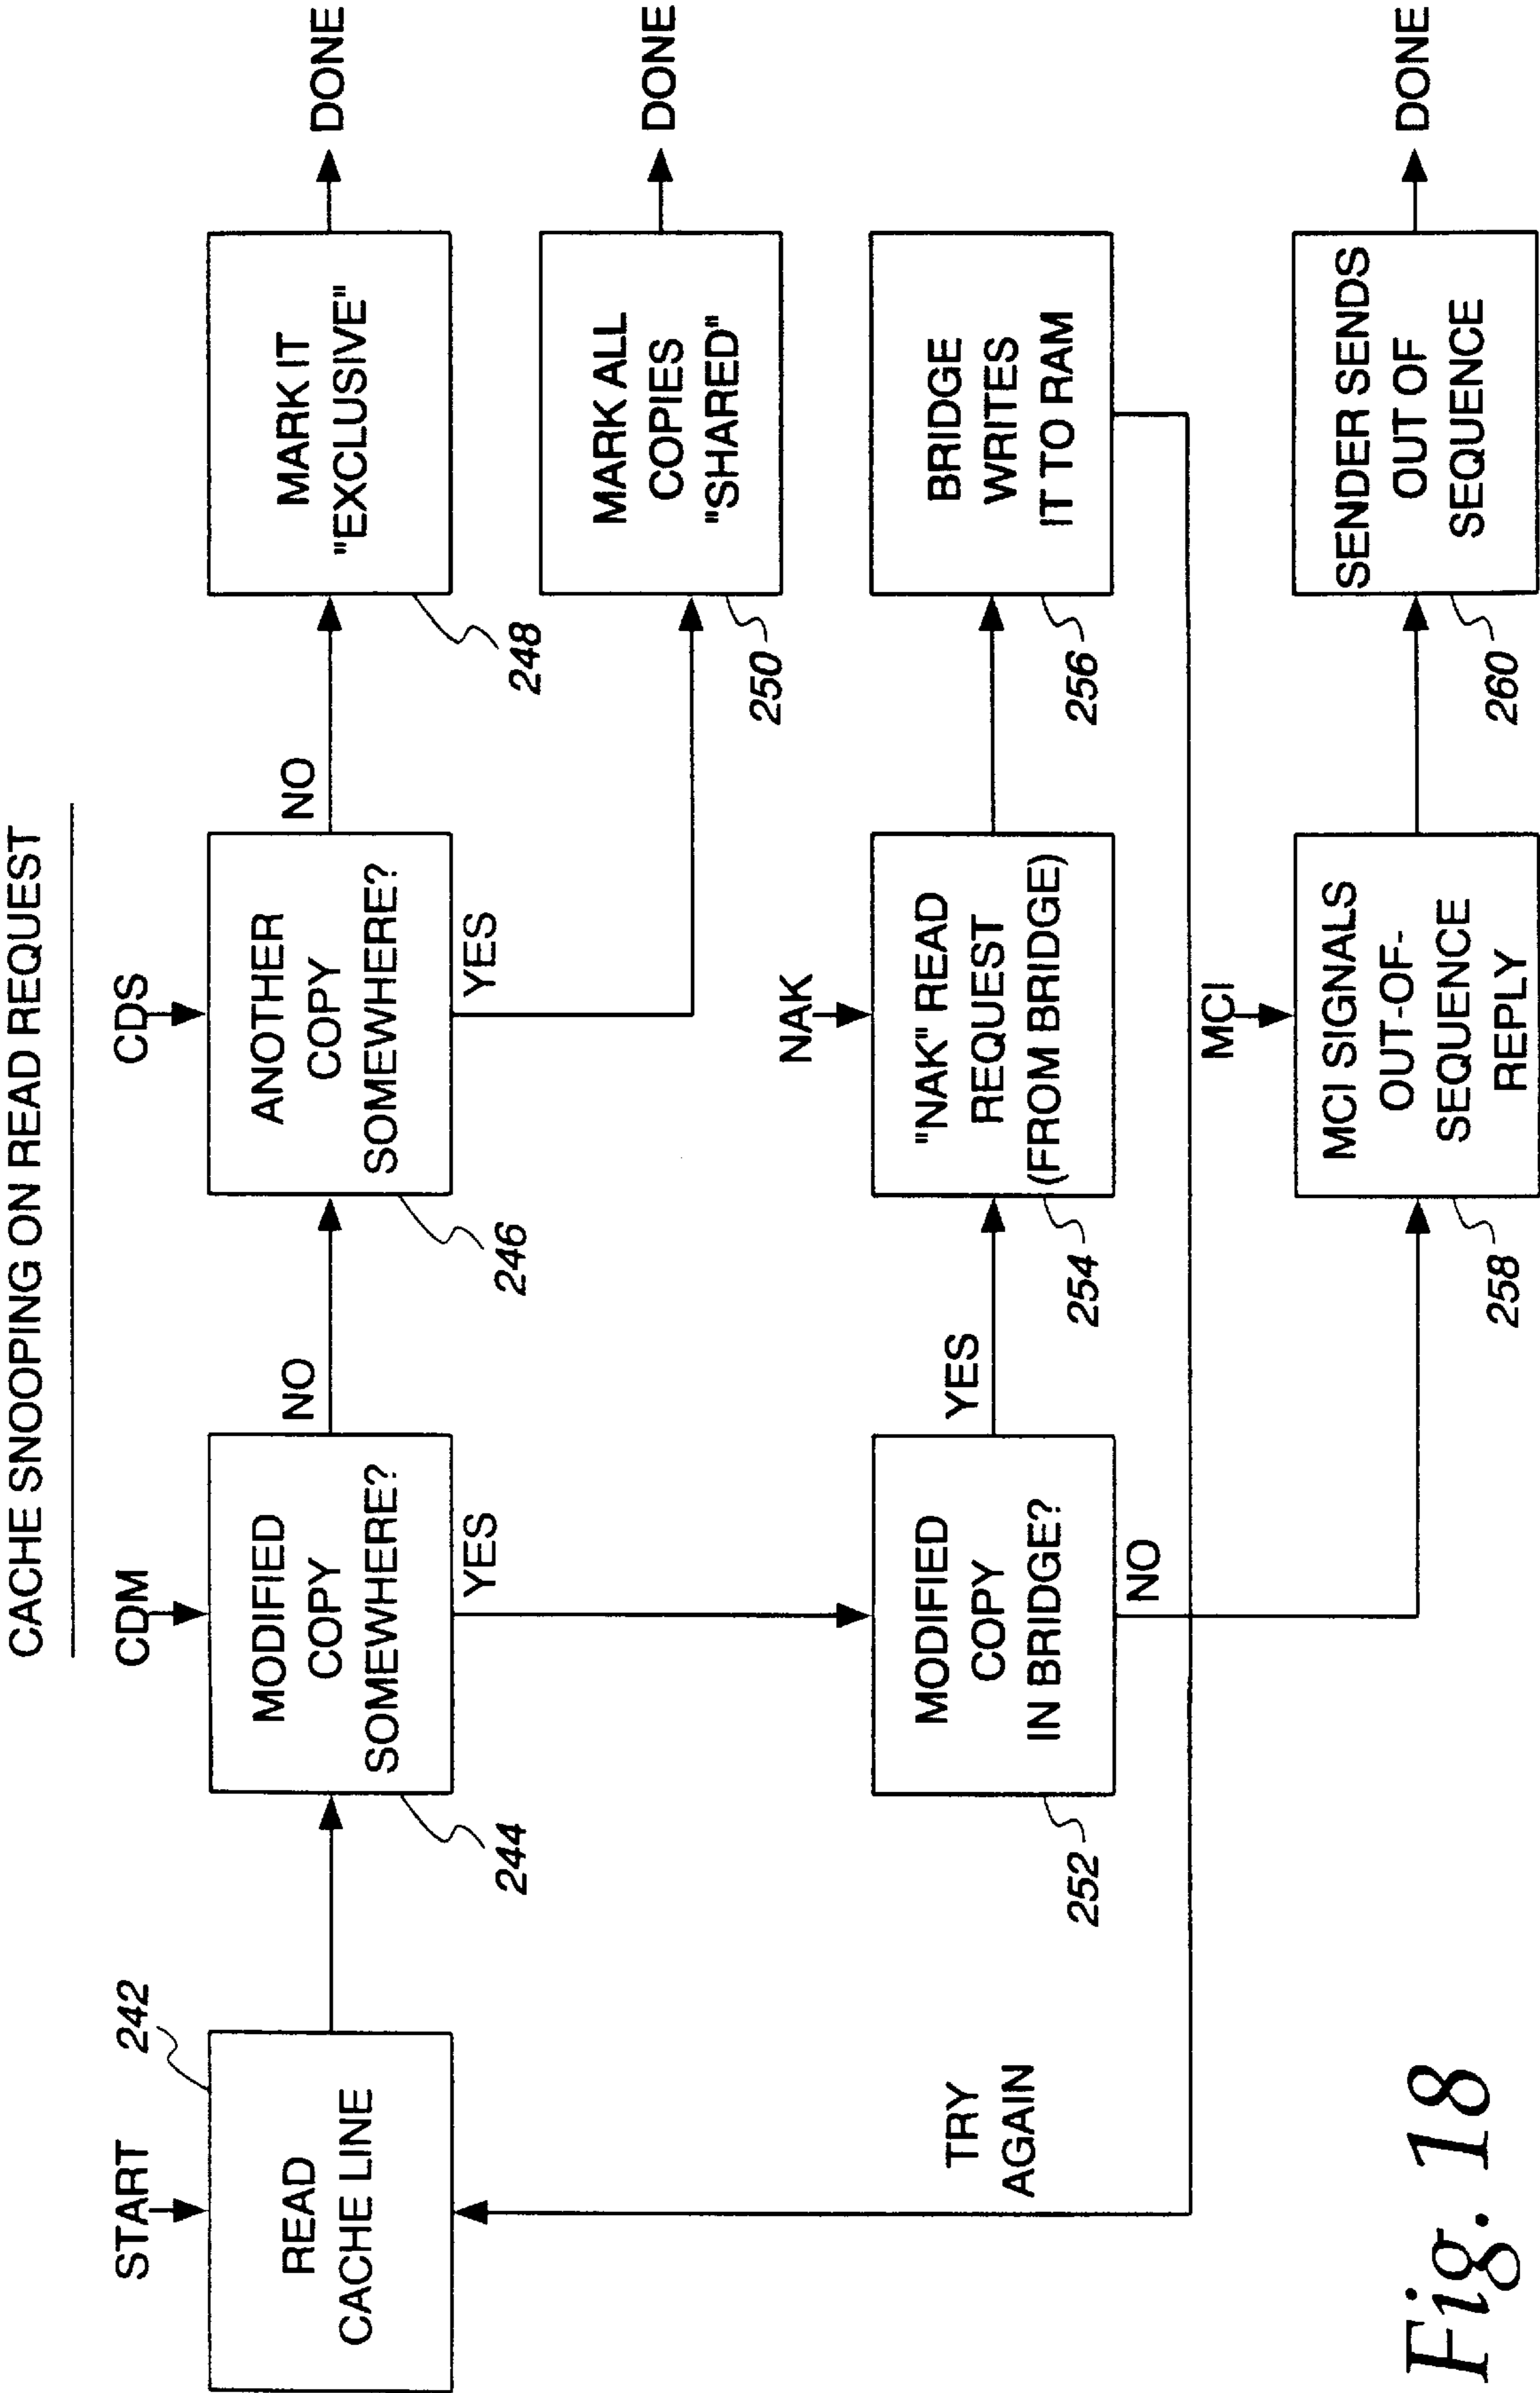 CACHE SNOOPING ON READ REQUEST
START
242
READ
CACHE LINE
CDM
MODIFIED
COPY
SOMEWHERE?
244
NO
YES
CDS
ANOTHER
COPY
SOMEWHERE?
246
NO
YES
MARK IT
"EXCLUSIVE"
248
DONE
MARK ALL
COPIES
"SHARED"
250
DONE
MODIFIED
COPY
IN BRIDGE?
252
YES
NO
NAK
"NAK" READ
REQUEST
(FROM BRIDGE)
254
BRIDGE
WRITES
IT TO RAM
256
TRY
AGAIN
MCI
MCI SIGNALS
OUT-OF-
SEQUENCE
REPLY
258
SENDER SENDS
OUT OF
SEQUENCE
260
DONE
Fig. 18